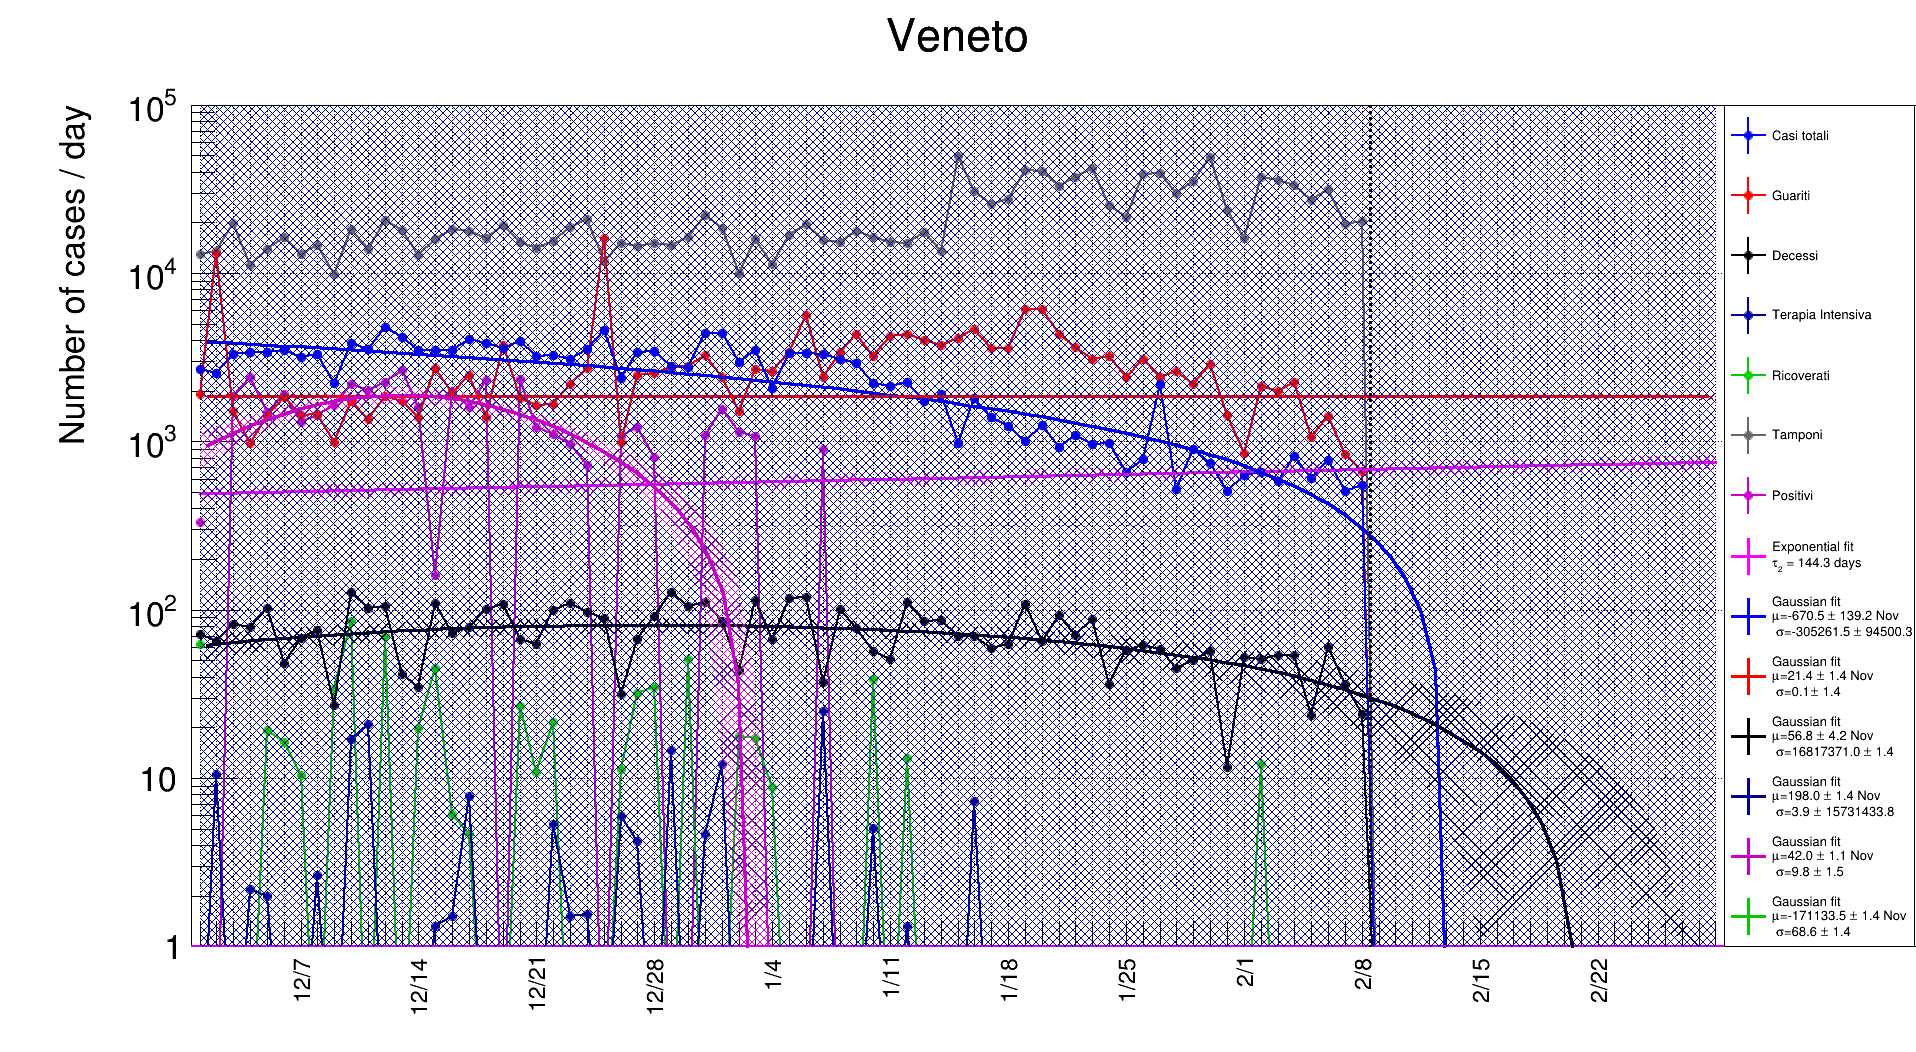 Veneto
Number of cases / day
10^5
10^4
10^3
10^2
10
1
12/7
12/14
12/21
12/28
1/4
1/11
1/18
1/25
2/1
2/8
2/15
2/22
Casi totali
Guariti
Decessi
Terapia Intensiva
Ricoverati
Tamponi
Positivi
Exponential fit
τ₂ = 144.3 days
Gaussian fit
μ=-670.5 ± 139.2 Nov
σ=-305261.5 ± 94500.3
Gaussian fit
μ=21.4 ± 1.4 Nov
σ=0.1± 1.4
Gaussian fit
μ=56.8 ± 4.2 Nov
σ=16817371.0 ± 1.4
Gaussian fit
μ=198.0 ± 1.4 Nov
σ=3.9 ± 15731433.8
Gaussian fit
μ=42.0 ± 1.1 Nov
σ=9.8 ± 1.5
Gaussian fit
μ=-171133.5 ± 1.4 Nov
σ=68.6 ± 1.4